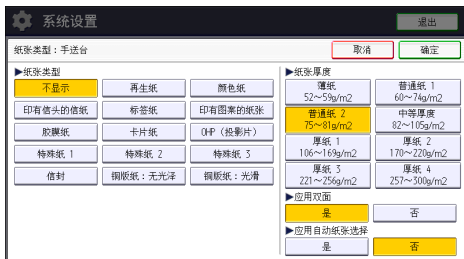 系统设置
退出
纸张类型：手送台
取消
确定
▶纸张类型
不显示
再生纸
颜色纸
印有信头的信纸
标签纸
印有图案的纸张
胶膜纸
卡片纸
OHP（投影片）
特殊纸 1
特殊纸 2
特殊纸 3
信封
铜版纸：无光泽
铜版纸：光滑
▶纸张厚度
薄纸
52～59g/m2
普通纸 1
60～74g/m2
普通纸 2
75～81g/m2
中等厚度
82～105g/m2
厚纸 1
106～169g/m2
厚纸 2
170～220g/m2
厚纸 3
221～256g/m2
厚纸 4
257～300g/m2
▶应用双面
是
否
▶应用自动纸张选择
是
否